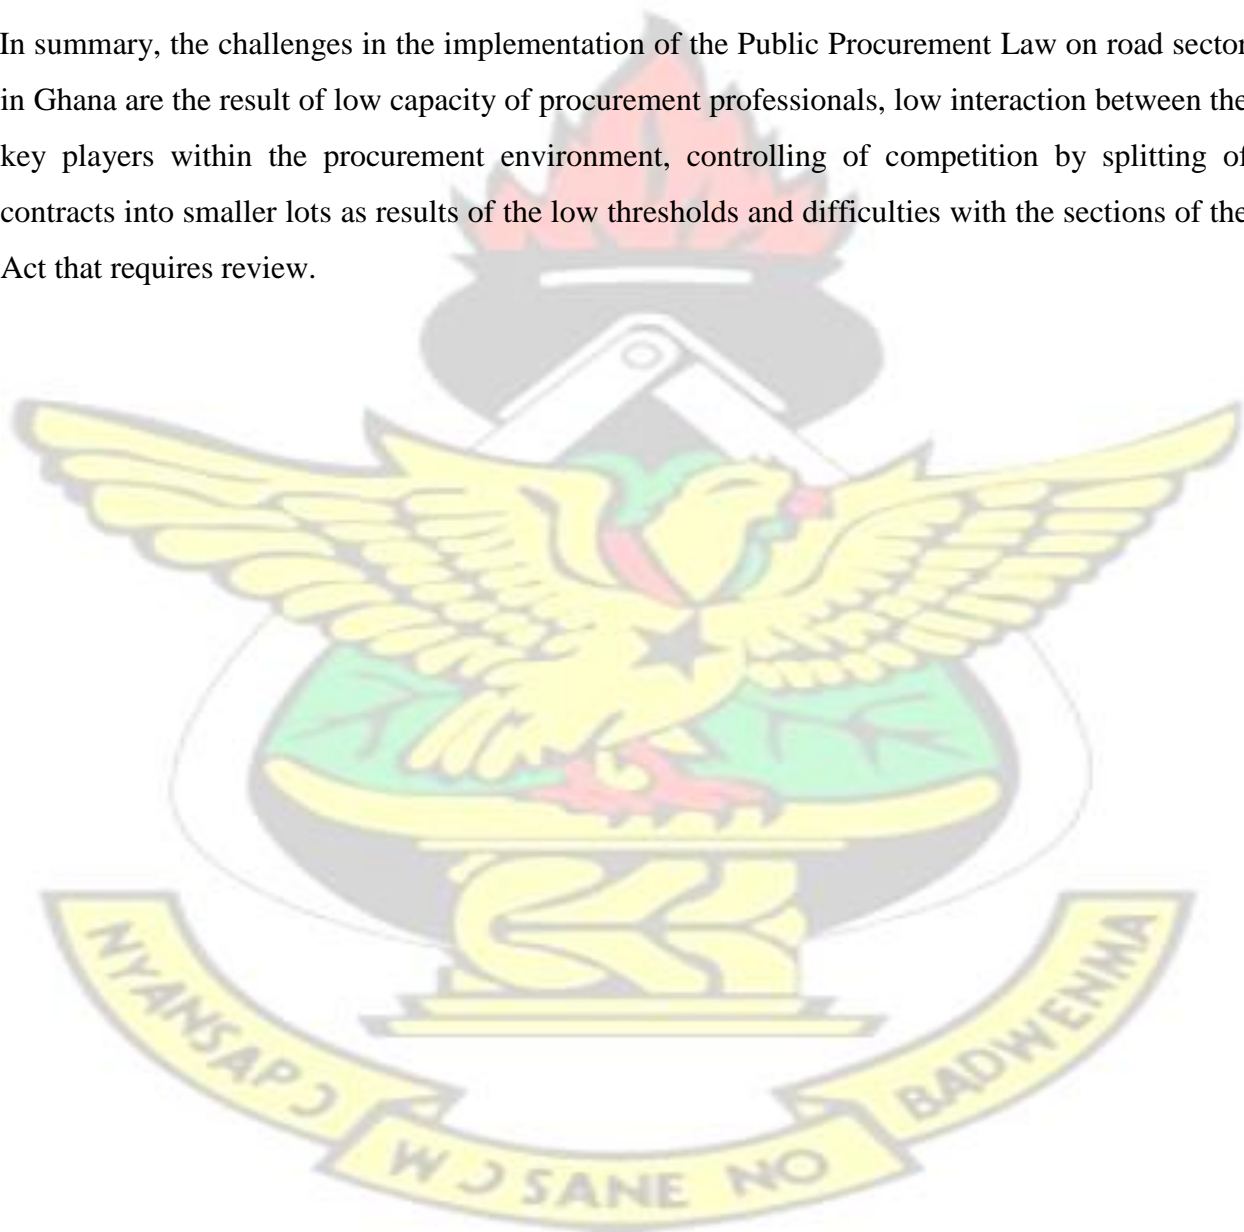 In summary, the challenges in the implementation of the Public Procurement Law on road sector
in Ghana are the result of low capacity of procurement professionals, low interaction between the
key players within the procurement environment, controlling of competition by splitting of
contracts into smaller lots as results of the low thresholds and difficulties with the sections of the
Act that requires review.
NYANSAPƆ
WƆSANE NO
BADWENMA